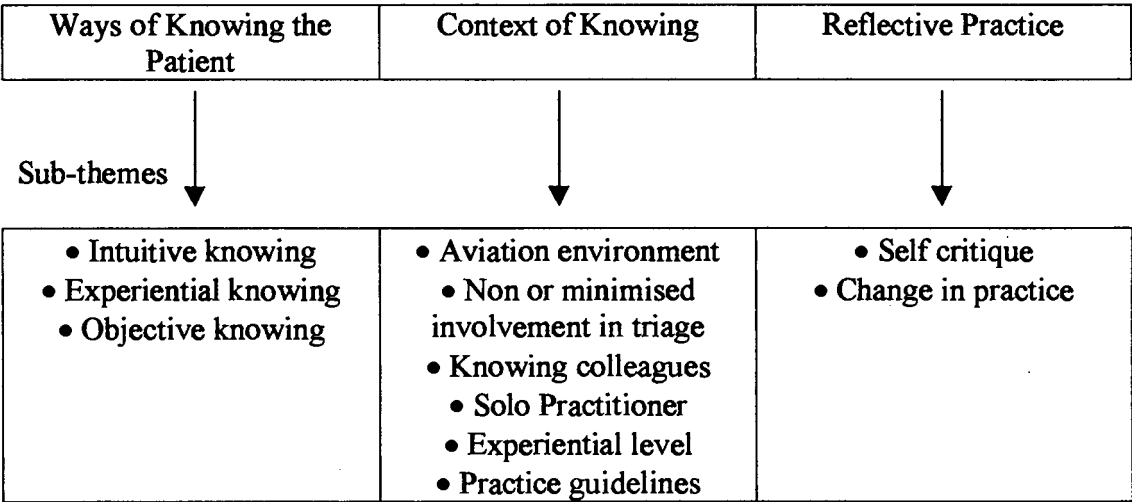 Ways of Knowing the
Patient
Context of Knowing
Reflective Practice
Sub-themes
• Intuitive knowing
• Experiential knowing
• Objective knowing
• Aviation environment
• Non or minimised
involvement in triage
• Knowing colleagues
• Solo Practitioner
• Experiential level
• Practice guidelines
• Self critique
• Change in practice